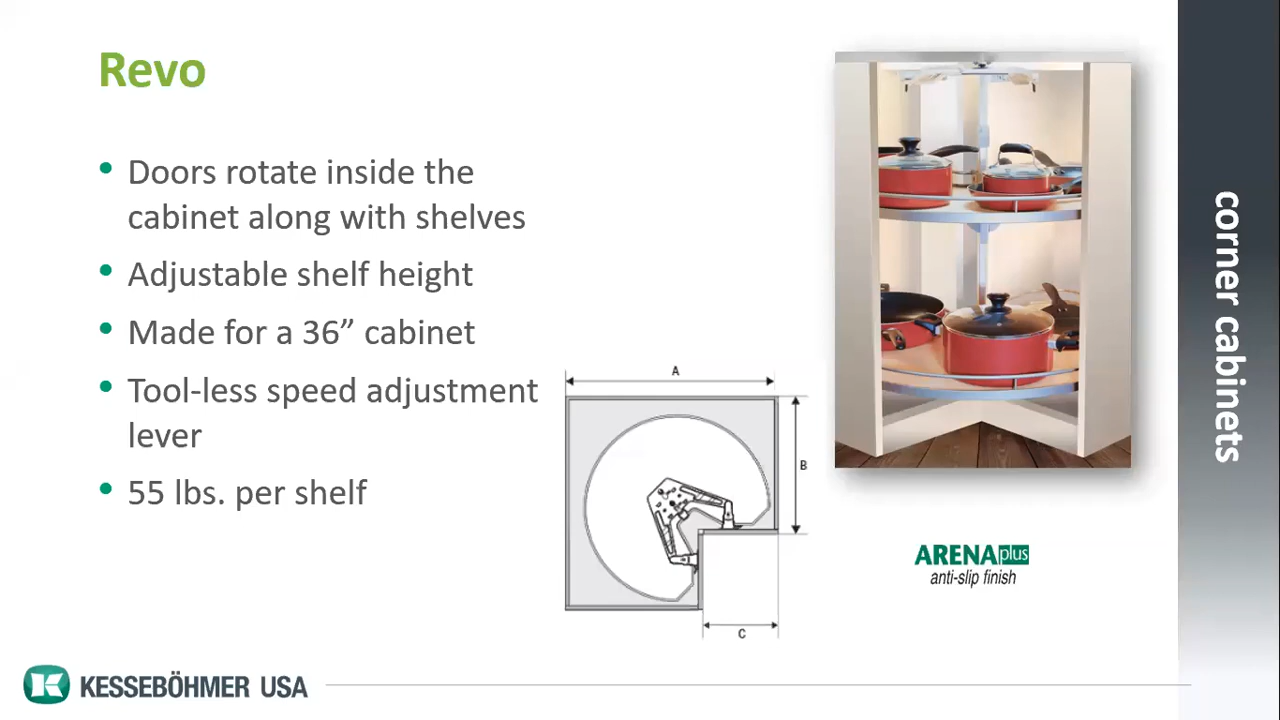 Revo
• Doors rotate inside the
cabinet along with shelves
• Adjustable shelf height
• Made for a 36” cabinet
• Tool-less speed adjustment
lever
• 55 lbs. per shelf
A
B
C
ARENA plus
anti-slip finish
corner cabinets
KESSEBÖHMER USA